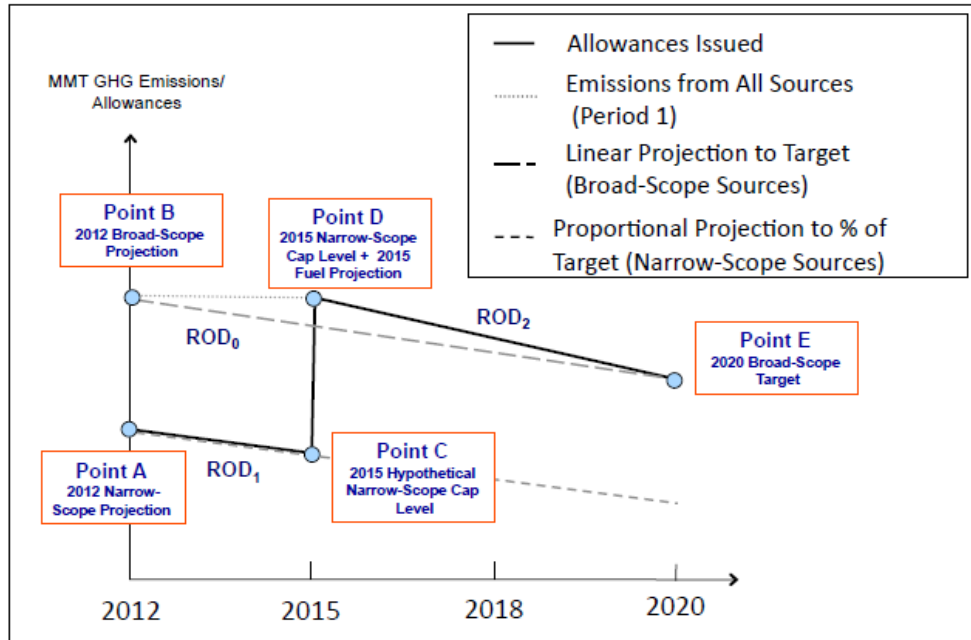 MMT GHG Emissions/
Allowances
Allowances Issued
Emissions from All Sources
(Period 1)
Linear Projection to Target
(Broad-Scope Sources)
Proportional Projection to % of
Target (Narrow-Scope Sources)
Point B
2012 Broad-Scope
Projection
Point D
2015 Narrow-Scope
Cap Level + 2015
Fuel Projection
ROD0
ROD2
Point E
2020 Broad-Scope
Target
Point A
2012 Narrow-
Scope Projection
ROD1
Point C
2015 Hypothetical
Narrow-Scope Cap
Level
2012
2015
2018
2020